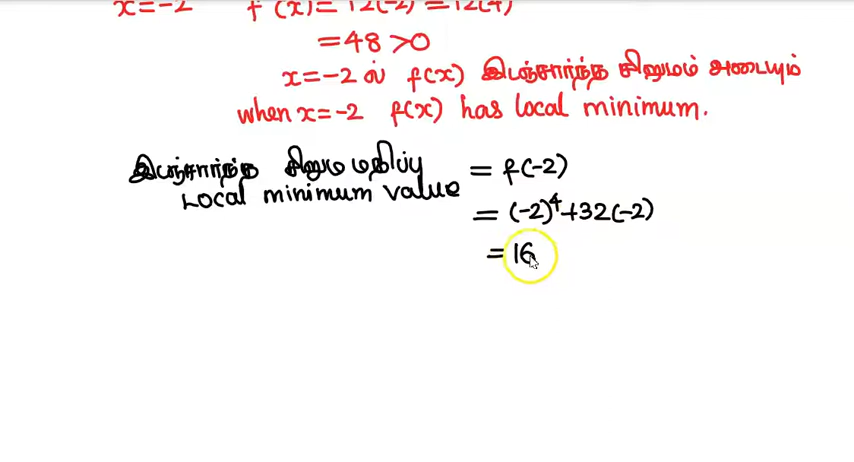 x=-2 f''(x)=12(-2)²=12(4)
=48>0
x=-2 ல் f(x) இடஞ்சார்ந்த சிறுமம் அடையும்
when x=-2 f(x) has local minimum.
இடஞ்சார்ந்த சிறும மதிப்பு
Local minimum value = f(-2)
= (-2)⁴+32(-2)
= 16